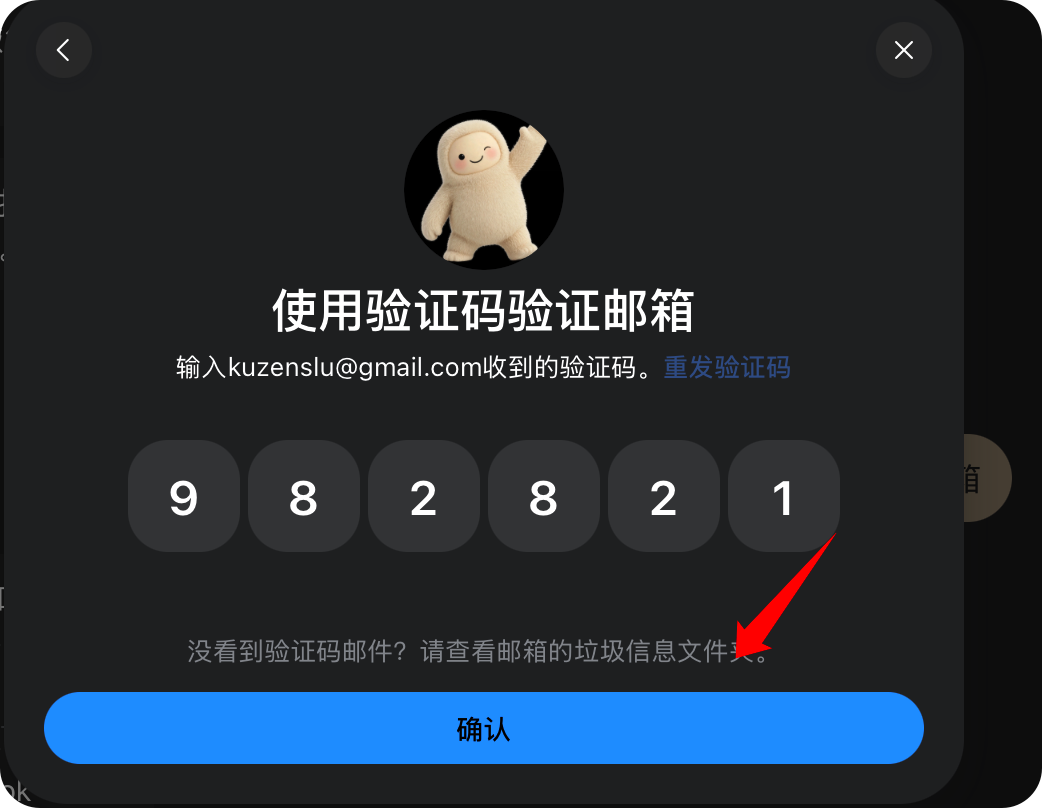 使用验证码验证邮箱
输入kuzenslu@gmail.com收到的验证码。重发验证码
9 8 2 8 2 1
箱
没看到验证码邮件？请查看邮箱的垃圾信息文件夹。
确认
ok